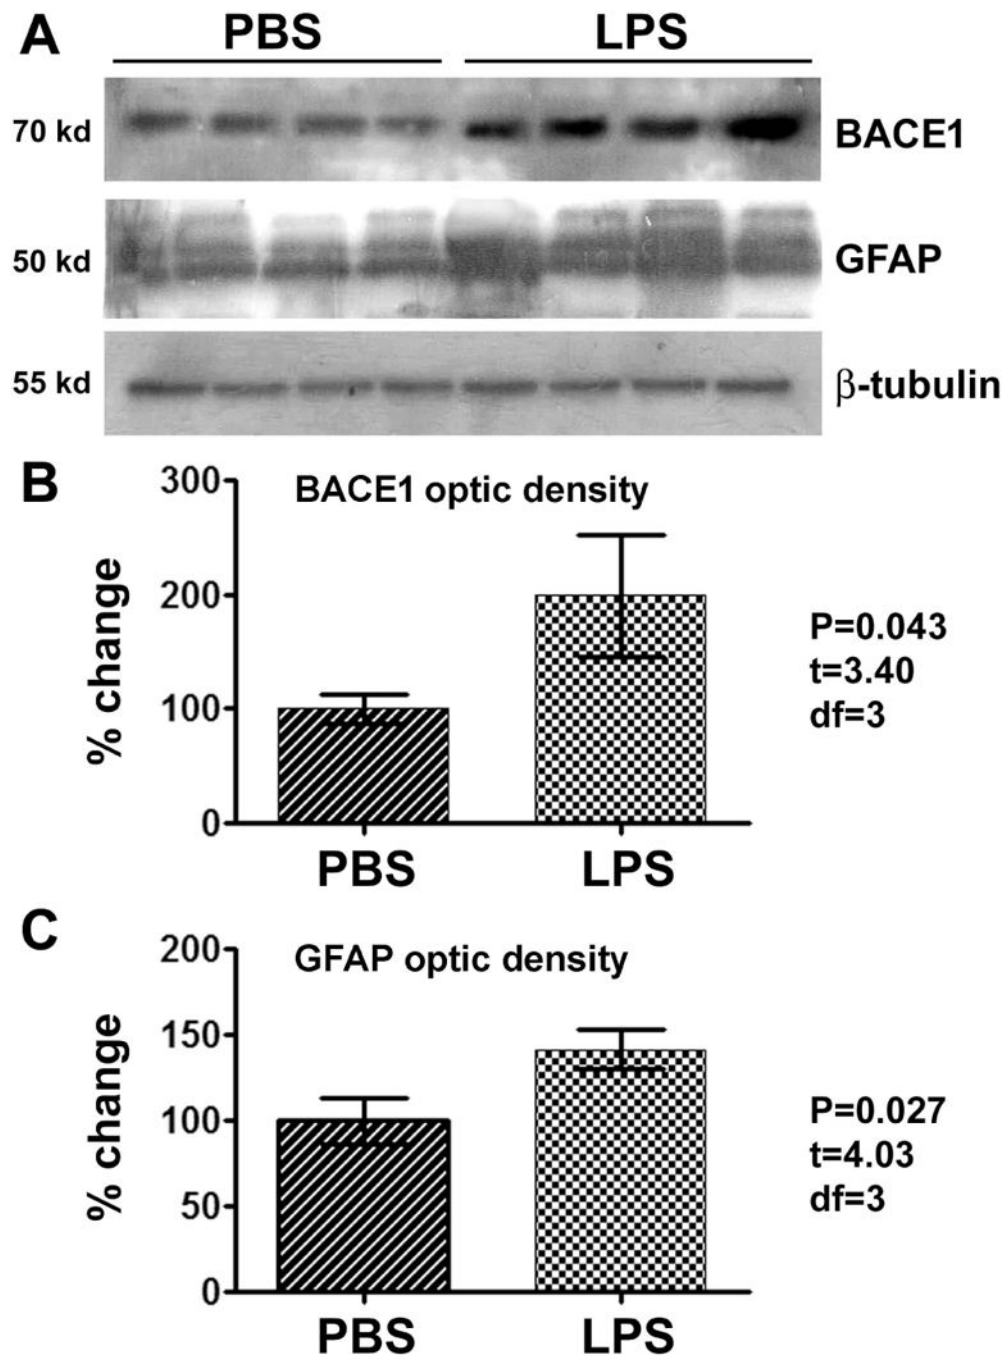 A
PBS LPS
70 kd BACE1
50 kd GFAP
55 kd β-tubulin
B
BACE1 optic density
300
200
100
0
% change
PBS LPS
P=0.043
t=3.40
df=3
C
GFAP optic density
200
150
100
50
0
% change
PBS LPS
P=0.027
t=4.03
df=3